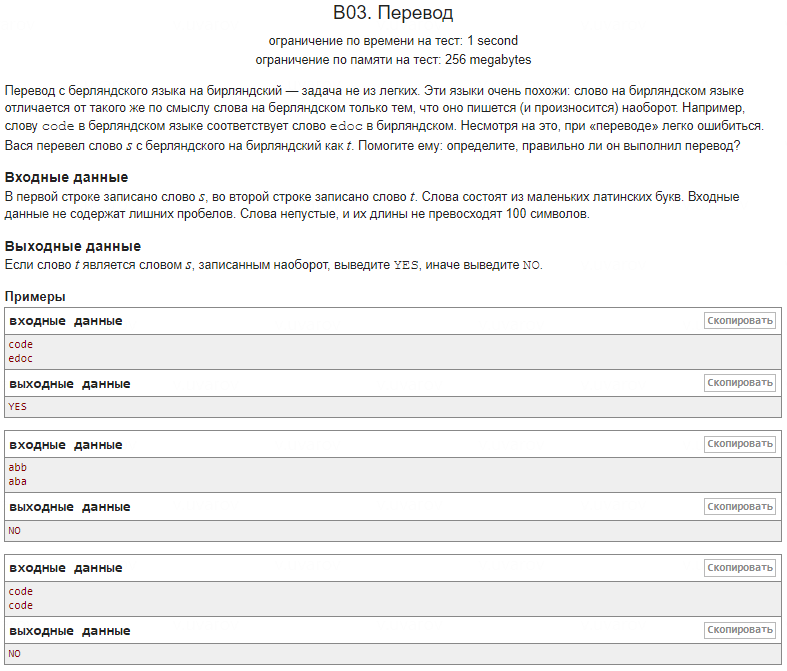 B03. Перевод
ограничение по времени на тест: 1 second
ограничение по памяти на тест: 256 megabytes
Перевод с берляндского языка на бирляндский — задача не из легких. Эти языки очень похожи: слово на бирляндском языке
отличается от такого же по смыслу слова на берляндском только тем, что оно пишется (и произносится) наоборот. Например,
слову code в берляндском языке соответствует слово edoc в бирляндском. Несмотря на это, при «переводе» легко ошибиться.
Вася перевел слово s с берляндского на бирляндский как t. Помогите ему: определите, правильно ли он выполнил перевод?
Входные данные
В первой строке записано слово s, во второй строке записано слово t. Слова состоят из маленьких латинских букв. Входные
данные не содержат лишних пробелов. Слова непустые, и их длины не превосходят 100 символов.
Выходные данные
Если слово t является словом s, записанным наоборот, выведите YES, иначе выведите NO.
Примеры
входные данные Скопировать
code
edoc
выходные данные Скопировать
YES
входные данные Скопировать
abb
aba
выходные данные Скопировать
NO
входные данные Скопировать
code
code
выходные данные Скопировать
NO